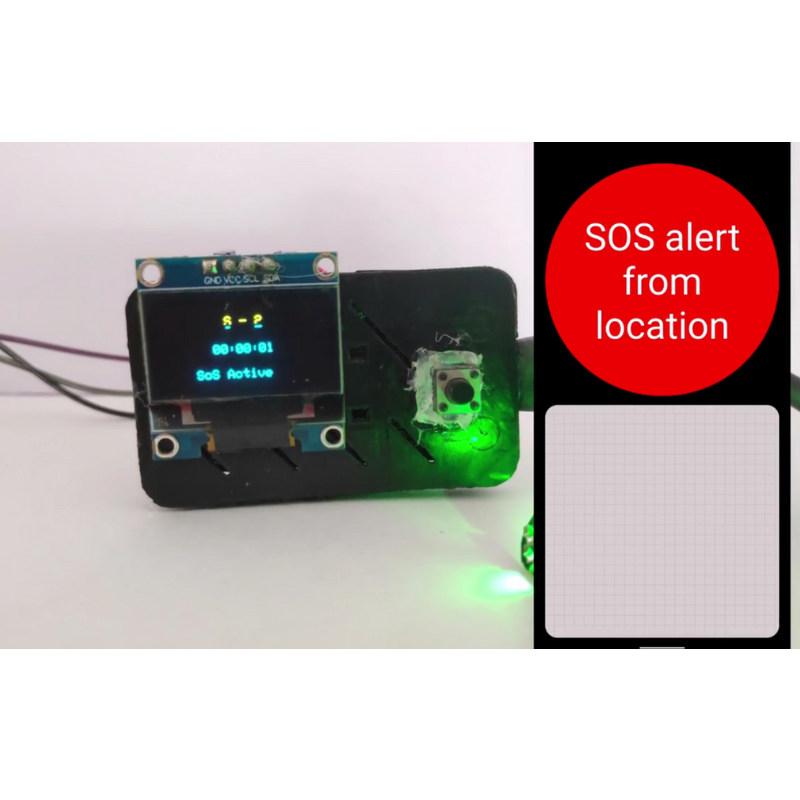 GND VCC SCL SDA
00:00:01
SoS Active
SOS alert
from
location